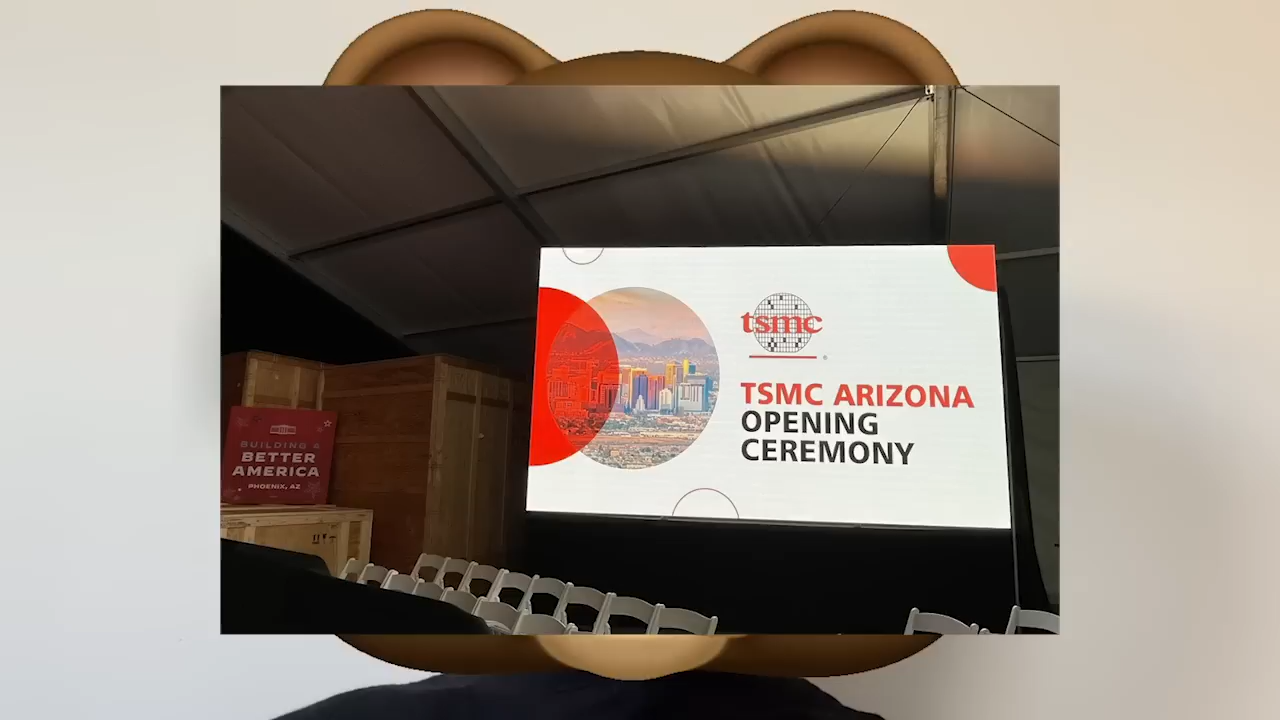 BUILDING A
BETTER
AMERICA
PHOENIX, AZ
tsmc
®
TSMC ARIZONA
OPENING
CEREMONY